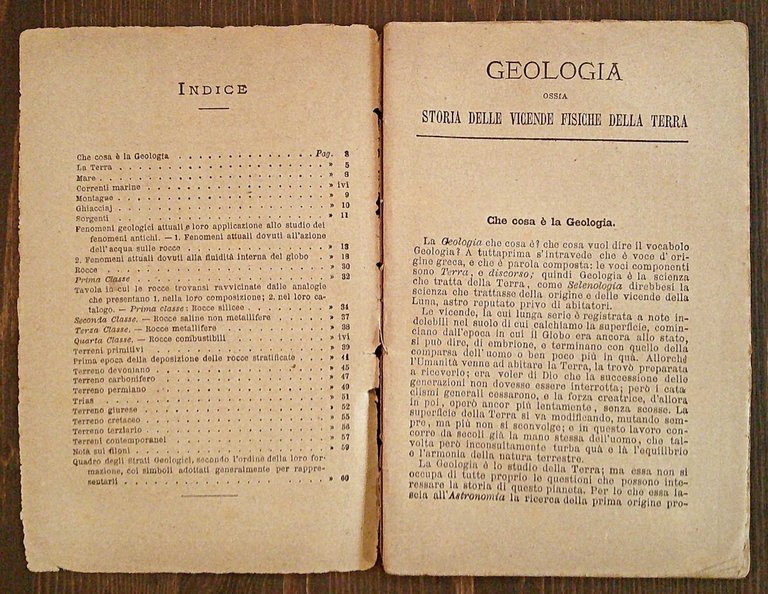 INDICE
Che cosa è la Geologia . . . . . . . . . . . . . . Pag. 3
La Terra . . . . . . . . . . . . . . . . . . . . » 5
Mare . . . . . . . . . . . . . . . . . . . . . » 8
Correnti marine . . . . . . . . . . . . . . . . . » ivi
Montagne . . . . . . . . . . . . . . . . . . . » 9
Ghiacciaj . . . . . . . . . . . . . . . . . . . » 10
Sorgenti . . . . . . . . . . . . . . . . . . . . » 11
Fenomeni geologici attuali e loro applicazione allo studio dei
fenomeni antichi. — 1. Fenomeni attuali dovuti all'azione
dell'acqua sulle rocce . . . . . . . . . . . . . . » 13
2. Fenomeni attuali dovuti alla fluidità interna del globo » 18
Rocce . . . . . . . . . . . . . . . . . . . . . » 30
Prima Classe . . . . . . . . . . . . . . . . . . » 32
Tavola in cui le rocce trovansi ravvicinate dalle analogie
che presentano 1. nella loro composizione; 2. nel loro ca-
talogo. — Prima classe: Rocce silicee . . . . . . » 34
Seconda Classe. — Rocce saline non metallifere . . . » 37
Tersa Classe. — Rocce metallifere . . . . . . . . . » 38
Quarta Classe. — Rocce combustibili . . . . . . . . » ivi
Terreni primitivi . . . . . . . . . . . . . . . . » 39
Prima epoca della deposizione delle rocce stratificate . . » 41
Terreno devoniano . . . . . . . . . . . . . . . » 45
Terreno carbonifero . . . . . . . . . . . . . . . » 47
Terreno permiano . . . . . . . . . . . . . . . . » 49
Trias . . . . . . . . . . . . . . . . . . . . . » 51
Terreno giurese . . . . . . . . . . . . . . . . . » 52
Terreno cretaceo . . . . . . . . . . . . . . . . » 55
Terreno terziario . . . . . . . . . . . . . . . . » 56
Terreni contemporanei . . . . . . . . . . . . . . » 57
Nota sui filoni . . . . . . . . . . . . . . . . . » 59
Quadro degli Strati Geologici, secondo l'ordine della loro for-
mazione, coi simboli adottati generalmente per rappre-
sentarli . . . . . . . . . . . . . . . . . . . . » 60
GEOLOGIA
OSSIA
STORIA DELLE VICENDE FISICHE DELLA TERRA
Che cosa è la Geologia.
La Geologia che cosa è? che cosa vuol dire il vocabolo
Geologia? A tuttaprima s'intravede che è voce d'ori-
gine greca, e che è parola composta: le voci componenti
sono Terra, e discorso; quindi Geologia è la scienza
che tratta della Terra, come Selenologia direbbesi la
scienza che trattasse della origine e delle vicende della
Luna, astro reputato privo di abitatori.
Le vicende, la cui lunga serie è registrata a note in-
delebili nel suolo di cui calchiamo la superficie, comin-
ciano dall'epoca in cui il Globo era ancora allo stato,
si può dire, di embrione, e terminano con quello della
comparsa dell'uomo o ben poco più in quà. Allorchè
l'Umanità venne ad abitare la Terra, la trovò preparata
a riceverlo; era voler di Dio che la successione delle
generazioni non dovesse essere interrotta; però i cata-
clismi generali cessarono, e la forza creatrice, d'allora
in poi, operò ancor più lentamente, senza scosse. La
superficie della Terra si va modificando, mutando sem-
pre, ma più non si sconvolge; e in questo lavoro con-
corre da secoli già la mano stessa dell'uomo, che tal-
volta però inconsultamente turba quà e là l'equilibrio
e l'armonia della natura terrestre.
La Geologia è lo studio della Terra; ma essa non si
occupa di tutte proprio le questioni che possono inte-
ressare la storia di questo pianeta. Per lo che essa la-
scia all'Astronomia la ricerca della prima origine pro-